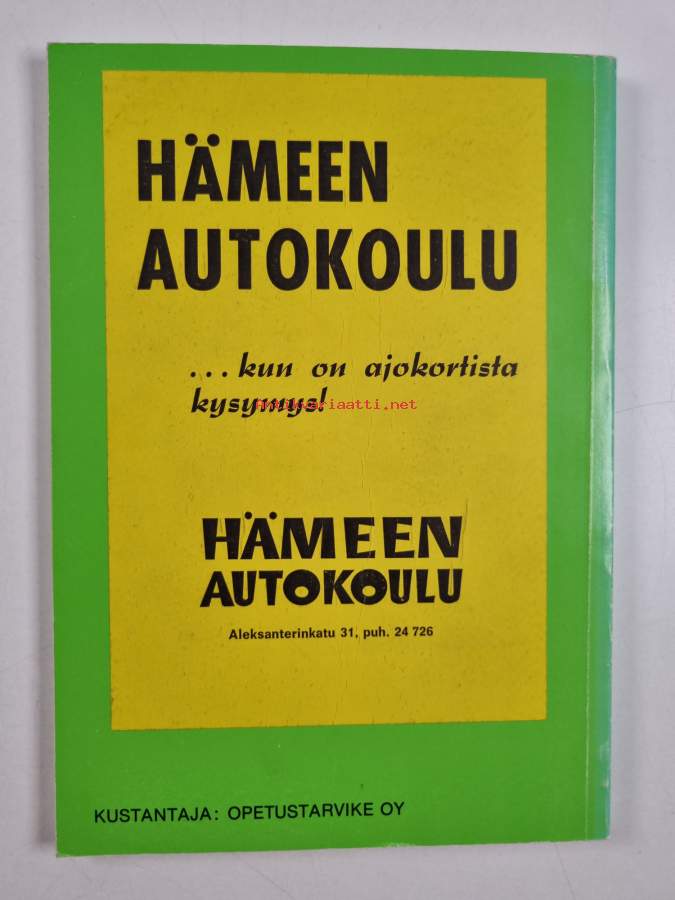 HÄMEEN
AUTOKOULU
...kun on ajokortista
kysymys!
Antikvariaatti.net
HÄMEEN
AUTOKOULU
Aleksanterinkatu 31, puh. 24 726
KUSTANTAJA: OPETUSTARVIKE OY